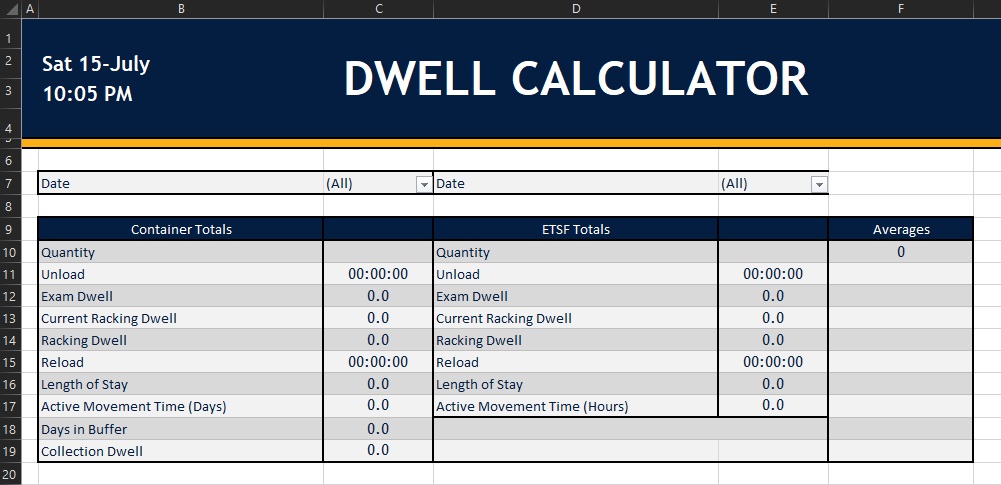 A B C D E F
1
2 Sat 15-July
3 10:05 PM
DWELL CALCULATOR
4
5
6
7 Date (All) Date (All)
8
9 Container Totals ETSF Totals Averages
10 Quantity Quantity 0
11 Unload 00:00:00 Unload 00:00:00
12 Exam Dwell 0.0 Exam Dwell 0.0
13 Current Racking Dwell 0.0 Current Racking Dwell 0.0
14 Racking Dwell 0.0 Racking Dwell 0.0
15 Reload 00:00:00 Reload 00:00:00
16 Length of Stay 0.0 Length of Stay 0.0
17 Active Movement Time (Days) 0.0 Active Movement Time (Hours) 0.0
18 Days in Buffer 0.0
19 Collection Dwell 0.0
20